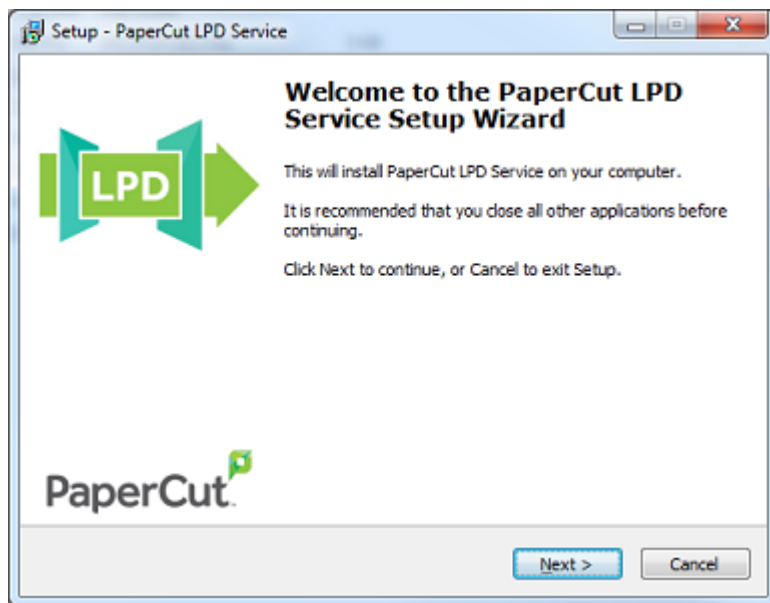 Setup - PaperCut LPD Service
Welcome to the PaperCut LPD
Service Setup Wizard
This will install PaperCut LPD Service on your computer.
It is recommended that you close all other applications before
continuing.
Click Next to continue, or Cancel to exit Setup.
LPD
PaperCut
Next >
Cancel